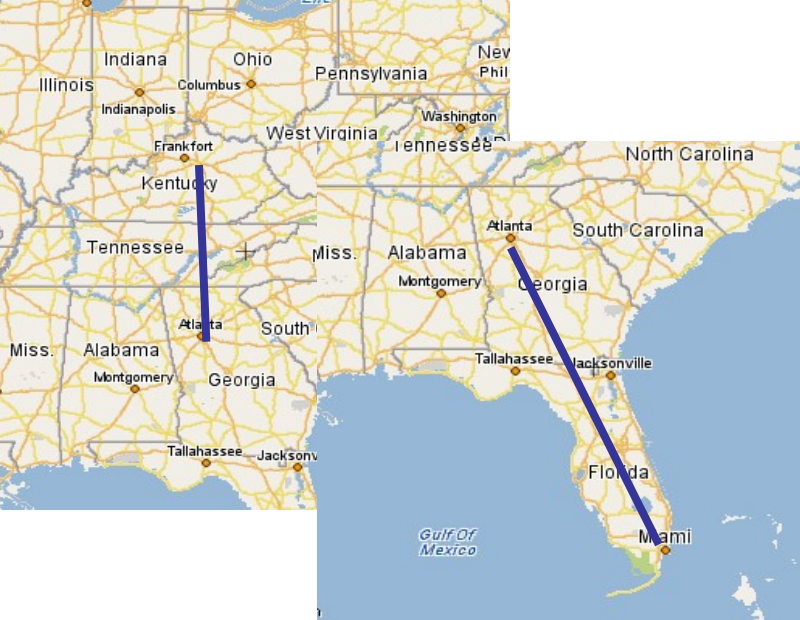 Indiana
Ohio
Illinois
Columbus
Indianapolis
Pennsylvania
New
Phil
West Virginia
Washington
Frankfort
Kentucky
Tennessee
Atlanta
South
Miss.
Alabama
Montgomery
Georgia
Tallahassee
Jacksonv
Tennessee
North Carolina
Atlanta
South Carolina
Miss.
Alabama
Montgomery
Georgia
Tallahassee
Jacksonville
Florida
Miami
Gulf Of
Mexico